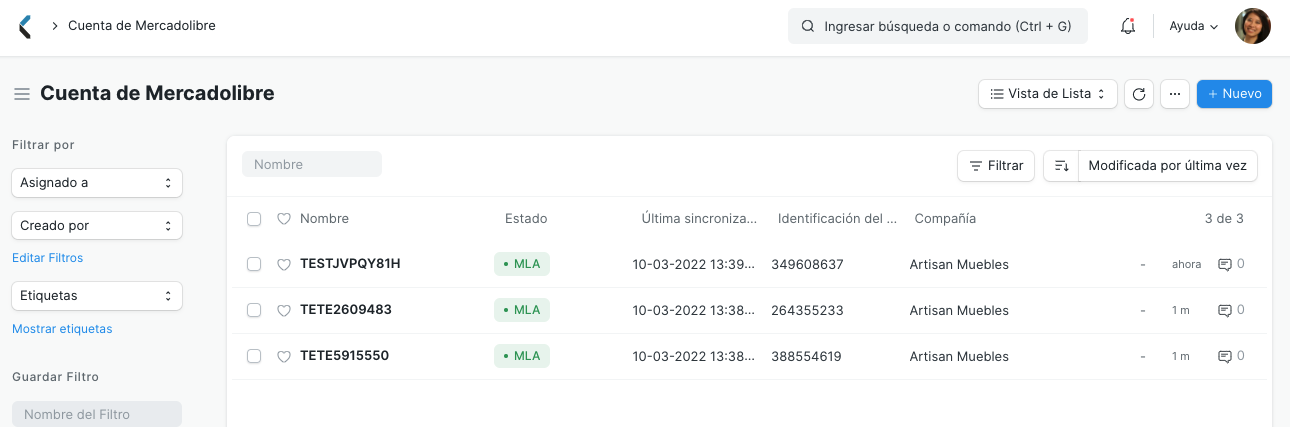 Cuenta de Mercadolibre
Ingresar búsqueda o comando (Ctrl + G)
Ayuda
Cuenta de Mercadolibre
Vista de Lista
...
+ Nuevo
Filtrar por
Asignado a
Creado por
Editar Filtros
Etiquetas
Mostrar etiquetas
Guardar Filtro
Nombre del Filtro
Nombre
Filtrar
Modificada por última vez
Nombre Estado Última sincroniza... Identificación del ... Compañía 3 de 3
TESTJVPQY81H • MLA 10-03-2022 13:39... 349608637 Artisan Muebles - ahora 0
TETE2609483 • MLA 10-03-2022 13:38... 264355233 Artisan Muebles - 1 m 0
TETE5915550 • MLA 10-03-2022 13:38... 388554619 Artisan Muebles - 1 m 0